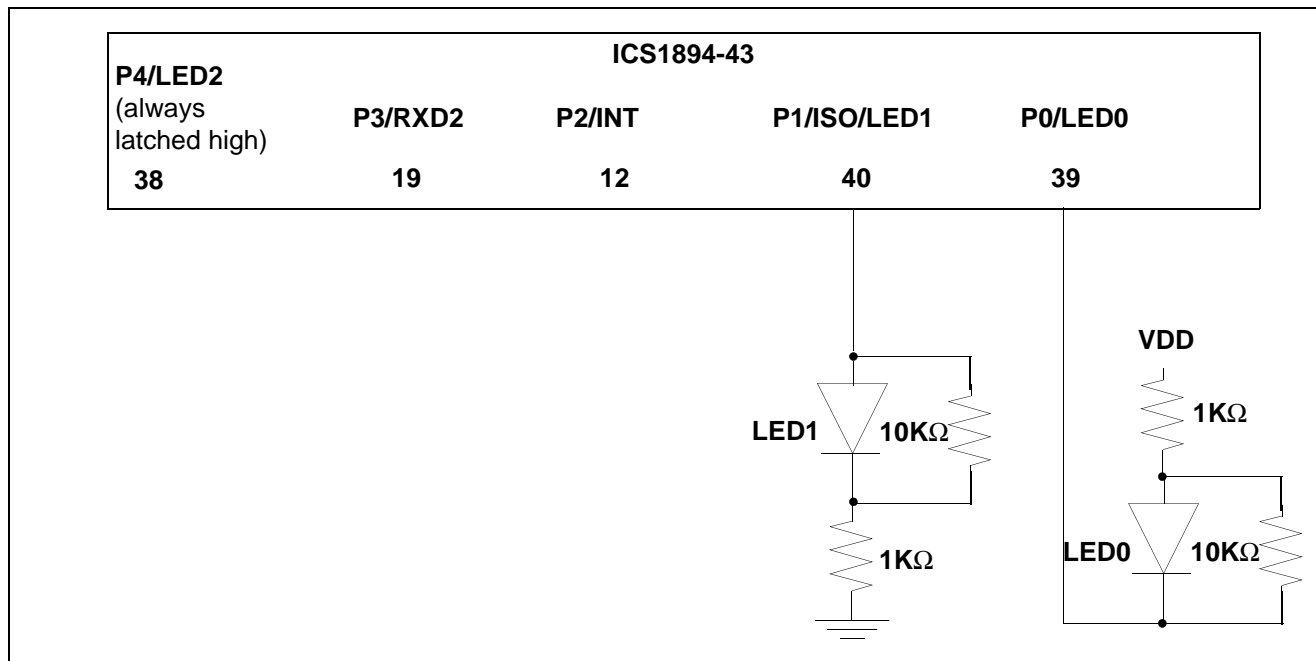 ICS1894-43
P4/LED2
(always
latched high)
P3/RXD2
P2/INT
P1/ISO/LED1
P0/LED0
38
19
12
40
39
VDD
1KΩ
LED1
10KΩ
1KΩ
LED0
10KΩ